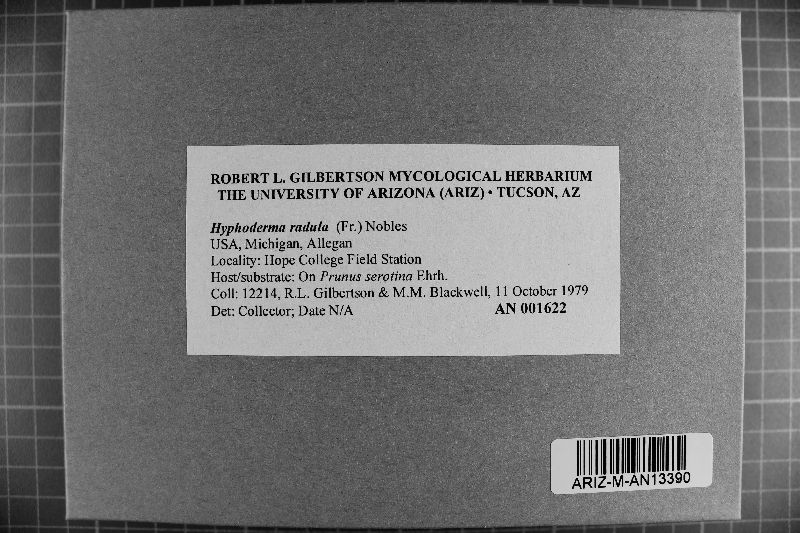 ROBERT L. GILBERTSON MYCOLOGICAL HERBARIUM
THE UNIVERSITY OF ARIZONA (ARIZ) • TUCSON, AZ
Hyphoderma radula (Fr.) Nobles
USA, Michigan, Allegan
Locality: Hope College Field Station
Host/substrate: On Prunus serotina Ehrh.
Coll: 12214, R.L. Gilbertson & M.M. Blackwell, 11 October 1979
Det: Collector; Date N/A AN 001622
ARIZ-M-AN13390